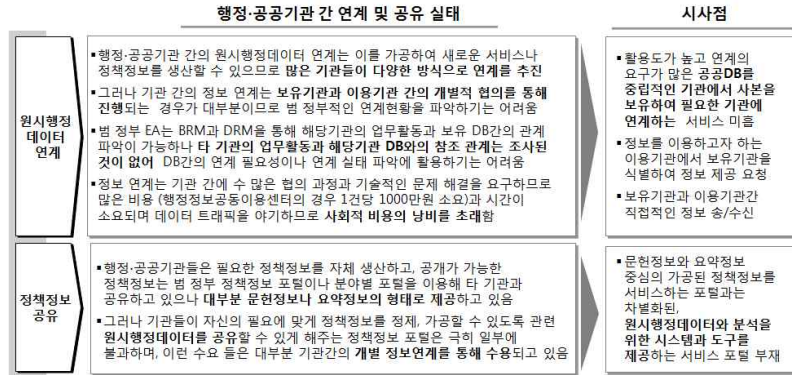 행정·공공기관 간 연계 및 공유 실태
시사점
원시행정
데이터
연계
▪행정·공공기관 간의 원시행정데이터 연계는 이를 가공하여 새로운 서비스나
정책정보를 생산할 수 있으므로 많은 기관들이 다양한 방식으로 연계를 추진
▪그러나 기관 간의 정보 연계는 보유기관과 이용기관 간의 개별적 협의를 통해
진행되는 경우가 대부분이므로 범 정부적인 연계현황을 파악하기는 어려움
▪범 정부 EA는 BRM과 DRM을 통해 해당기관의 업무활동과 보유 DB간의 관계
파악이 가능하나 타 기관의 업무활동과 해당기관 DB와의 참조 관계는 조사된
것이 없어 DB간의 연계 필요성이나 연계 실태 파악에 활용하기는 어려움
▪정보 연계는 기관 간에 수 많은 협의 과정과 기술적인 문제 해결을 요구하므로
많은 비용 (행정정보공동이용센터의 경우 1건당 1000만원 소요)과 시간이
소요되며 데이터 트래픽을 야기하므로 사회적 비용의 낭비를 초래함
▪활용도가 높고 연계의
요구가 많은 공공DB를
중립적인 기관에서 사본을
보유하여 필요한 기관에
연계하는 서비스 미흡
▪정보를 이용하고자 하는
이용기관에서 보유기관을
식별하여 정보 제공 요청
▪보유기관과 이용기관간
직접적인 정보 송/수신
정책정보
공유
▪행정·공공기관들은 필요한 정책정보를 자체 생산하고, 공개가 가능한
정책정보는 범 정부 정책정보 포털이나 분야별 포털을 이용해 타 기관과
공유하고 있으나 대부분 문헌정보나 요약정보의 형태로 제공하고 있음
▪그러나 기관들이 자신의 필요에 맞게 정책정보를 정제, 가공할 수 있도록 관련
원시행정데이터를 공유할 수 있게 해주는 정책정보 포털은 극히 일부에
불과하며, 이런 수요 들은 대부분 기관간의 개별 정보연계를 통해 수용되고 있음
▪문헌정보와 요약정보
중심의 가공된 정책정보를
서비스하는 포털과는
차별화된,
원시행정데이터와 분석을
위한 시스템과 도구를
제공하는 서비스 포털 부재